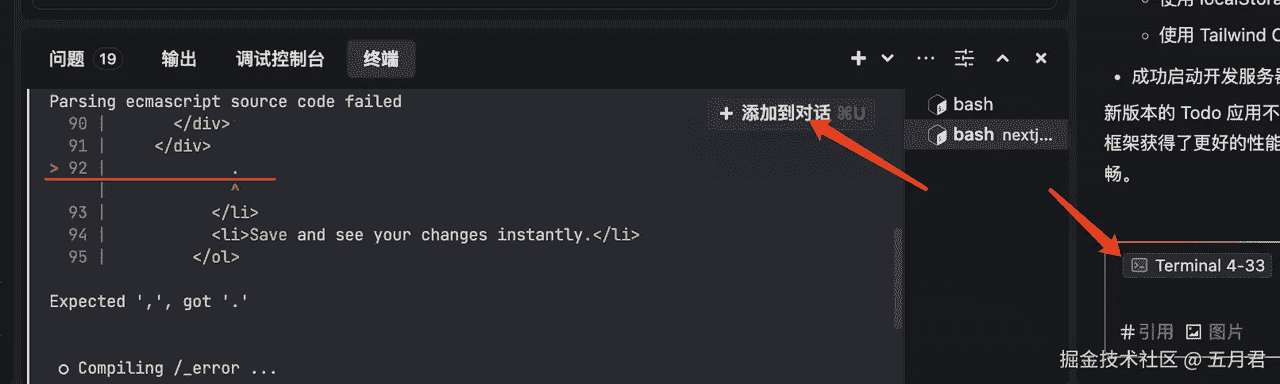 问题 19 输出 调试控制台 终端
Parsing ecmascript source code failed
+ 添加到对话 ⌘U
90 |       </div>
91 |     </div>
> 92 |             .
|             ^
93 |           </li>
94 |           <li>Save and see your changes instantly.</li>
95 |         </ol>
Expected ',', got '.'
○ Compiling /_error ...
bash
bash nextj...
使用 Tailwind C
• 成功启动开发服务器
新版本的 Todo 应用不
框架获得了更好的性能
畅。
Terminal 4-33
#引用 图片
掘金技术社区 @ 五月君